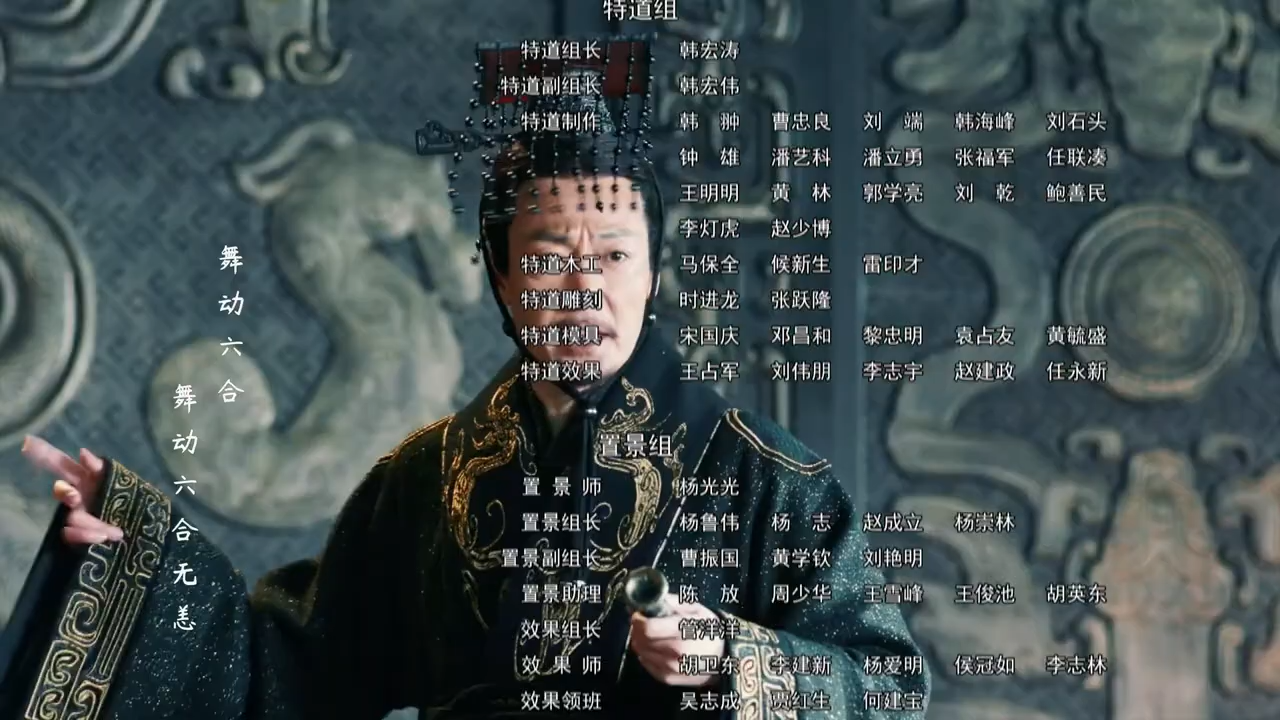 特道组
特道组长 韩宏涛
特道副组长 韩宏伟
特道制作 韩 翀 曹忠良 刘 端 韩海峰 刘石头
钟 雄 潘艺科 潘立勇 张福军 任联凑
王明明 黄 林 郭学亮 刘 乾 鲍善民
李灯虎 赵少博
特道木工 马保全 候新生 雷印才
特道雕刻 时进龙 张跃隆
特道模具 宋国庆 邓昌和 黎忠明 袁占友 黄毓盛
特道效果 王占军 刘伟朋 李志宇 赵建政 任永新
置景组
置景师 杨光光
置景组长 杨鲁伟 杨 志 赵成立 杨崇林
置景副组长 曹振国 黄学钦 刘艳明
置景助理 陈 放 周少华 王雪峰 王俊池 胡英东
效果组长 管洋洋
效果师 胡卫东 李建新 杨爱明 侯冠如 李志林
效果领班 吴志成 贾红生 何建宝
舞动六合
舞动六合无恙